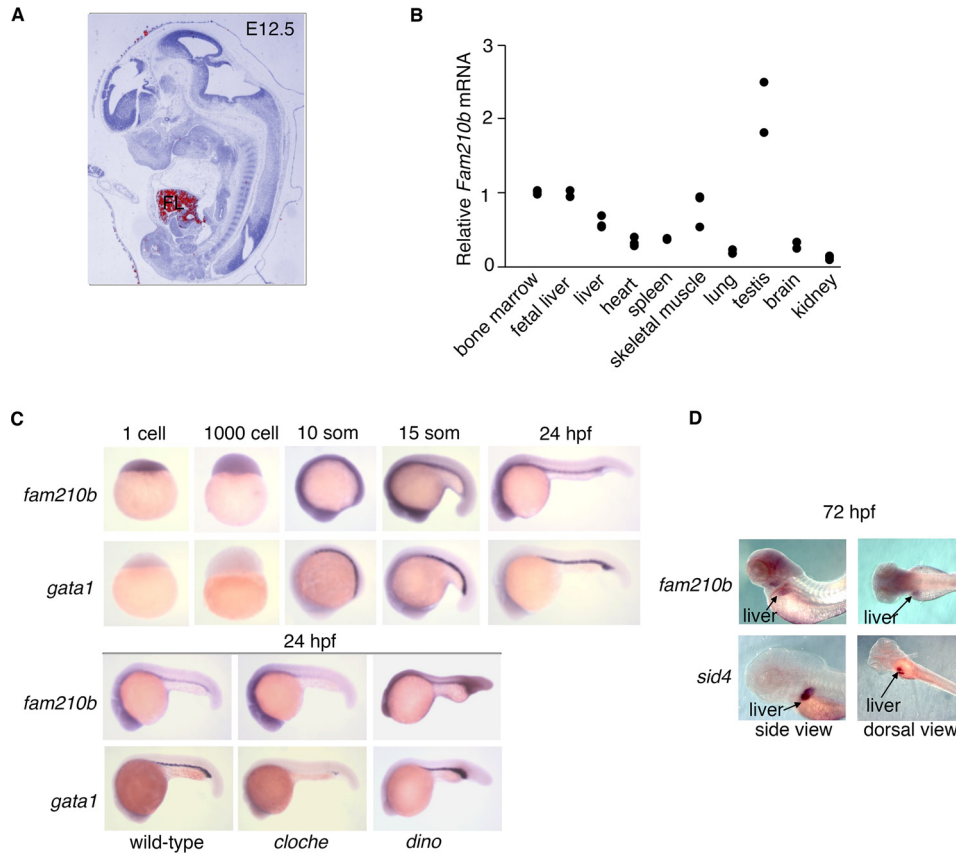 A
E12.5
FL
B
Relative Fam210b mRNA
3
2
1
0
bone marrow
fetal liver
liver
heart
spleen
skeletal muscle
lung
testis
brain
kidney
C
1 cell 1000 cell 10 som 15 som 24 hpf
fam210b
gata1
24 hpf
fam210b
gata1
wild-type cloche dino
D
72 hpf
fam210b
liver liver
sid4
liver liver
side view dorsal view